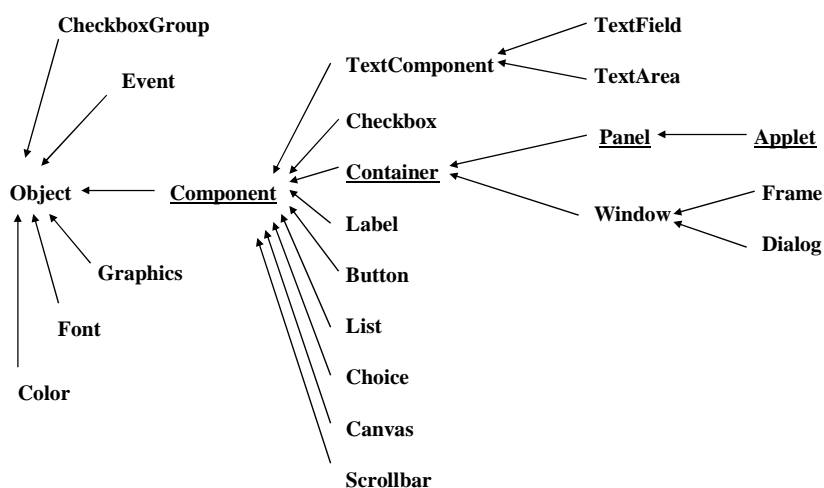 CheckboxGroup
Event
Object
Graphics
Font
Color
Component
TextComponent
Checkbox
Container
Label
Button
List
Choice
Canvas
Scrollbar
TextField
TextArea
Panel
Applet
Window
Frame
Dialog